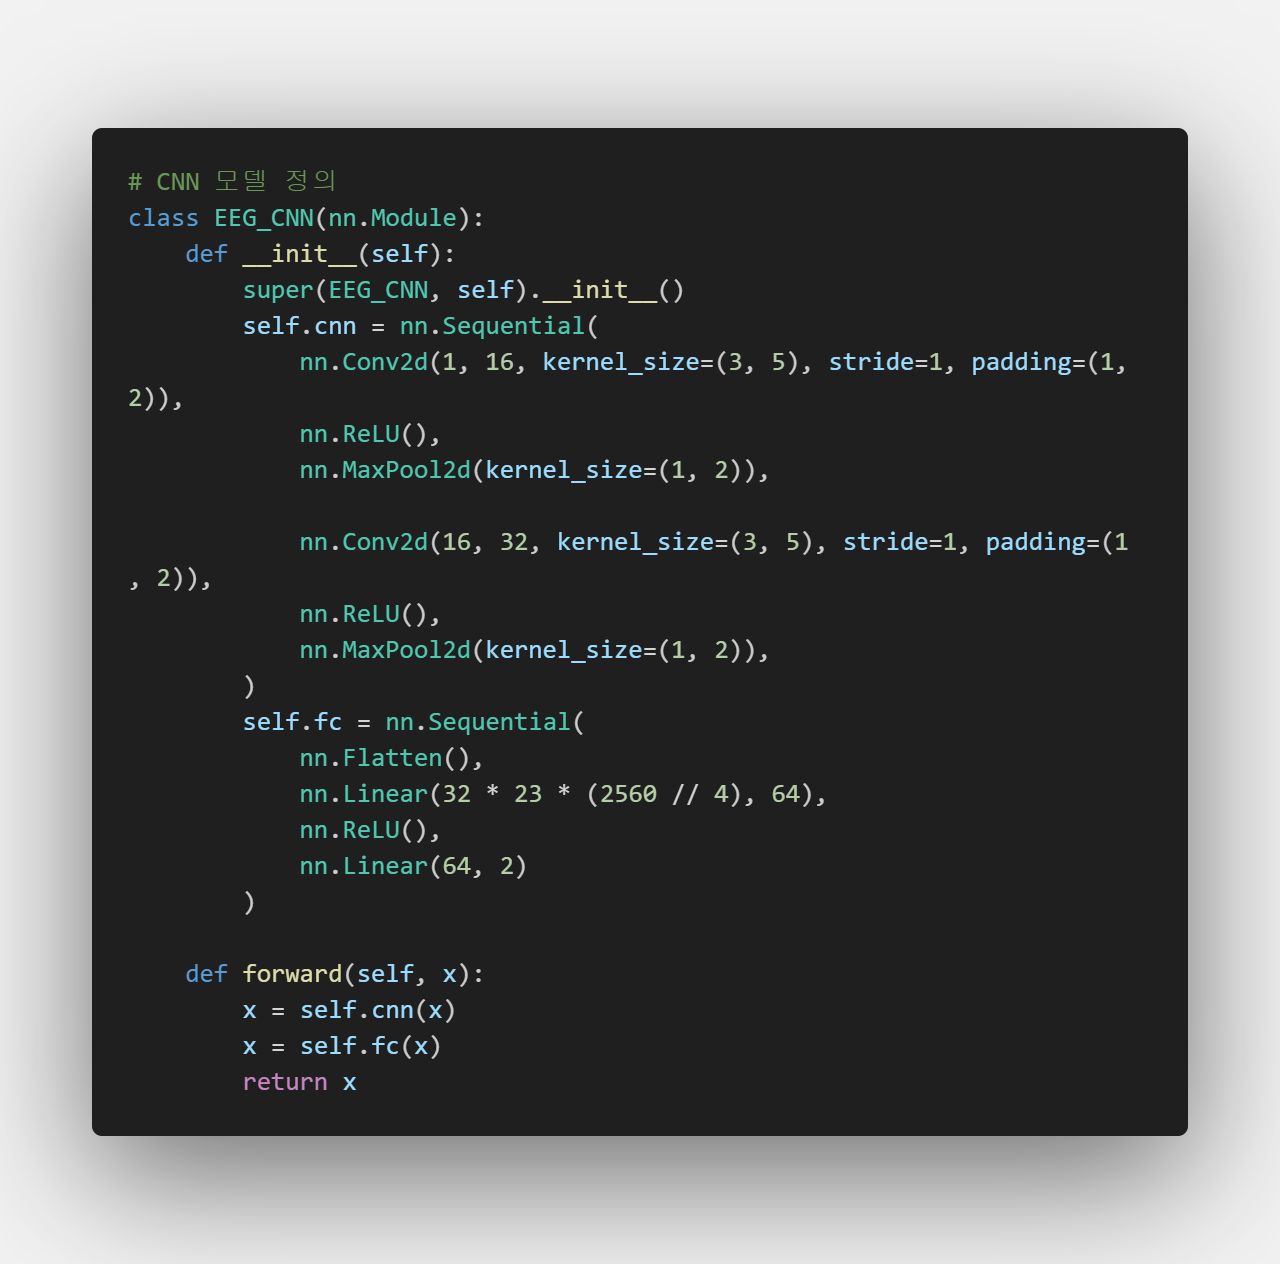 # CNN 모델 정의
class EEG_CNN(nn.Module):
    def __init__(self):
        super(EEG_CNN, self).__init__()
        self.cnn = nn.Sequential(
            nn.Conv2d(1, 16, kernel_size=(3, 5), stride=1, padding=(1,
2)),
            nn.ReLU(),
            nn.MaxPool2d(kernel_size=(1, 2)),

            nn.Conv2d(16, 32, kernel_size=(3, 5), stride=1, padding=(1
, 2)),
            nn.ReLU(),
            nn.MaxPool2d(kernel_size=(1, 2)),
        )
        self.fc = nn.Sequential(
            nn.Flatten(),
            nn.Linear(32 * 23 * (2560 // 4), 64),
            nn.ReLU(),
            nn.Linear(64, 2)
        )

    def forward(self, x):
        x = self.cnn(x)
        x = self.fc(x)
        return x